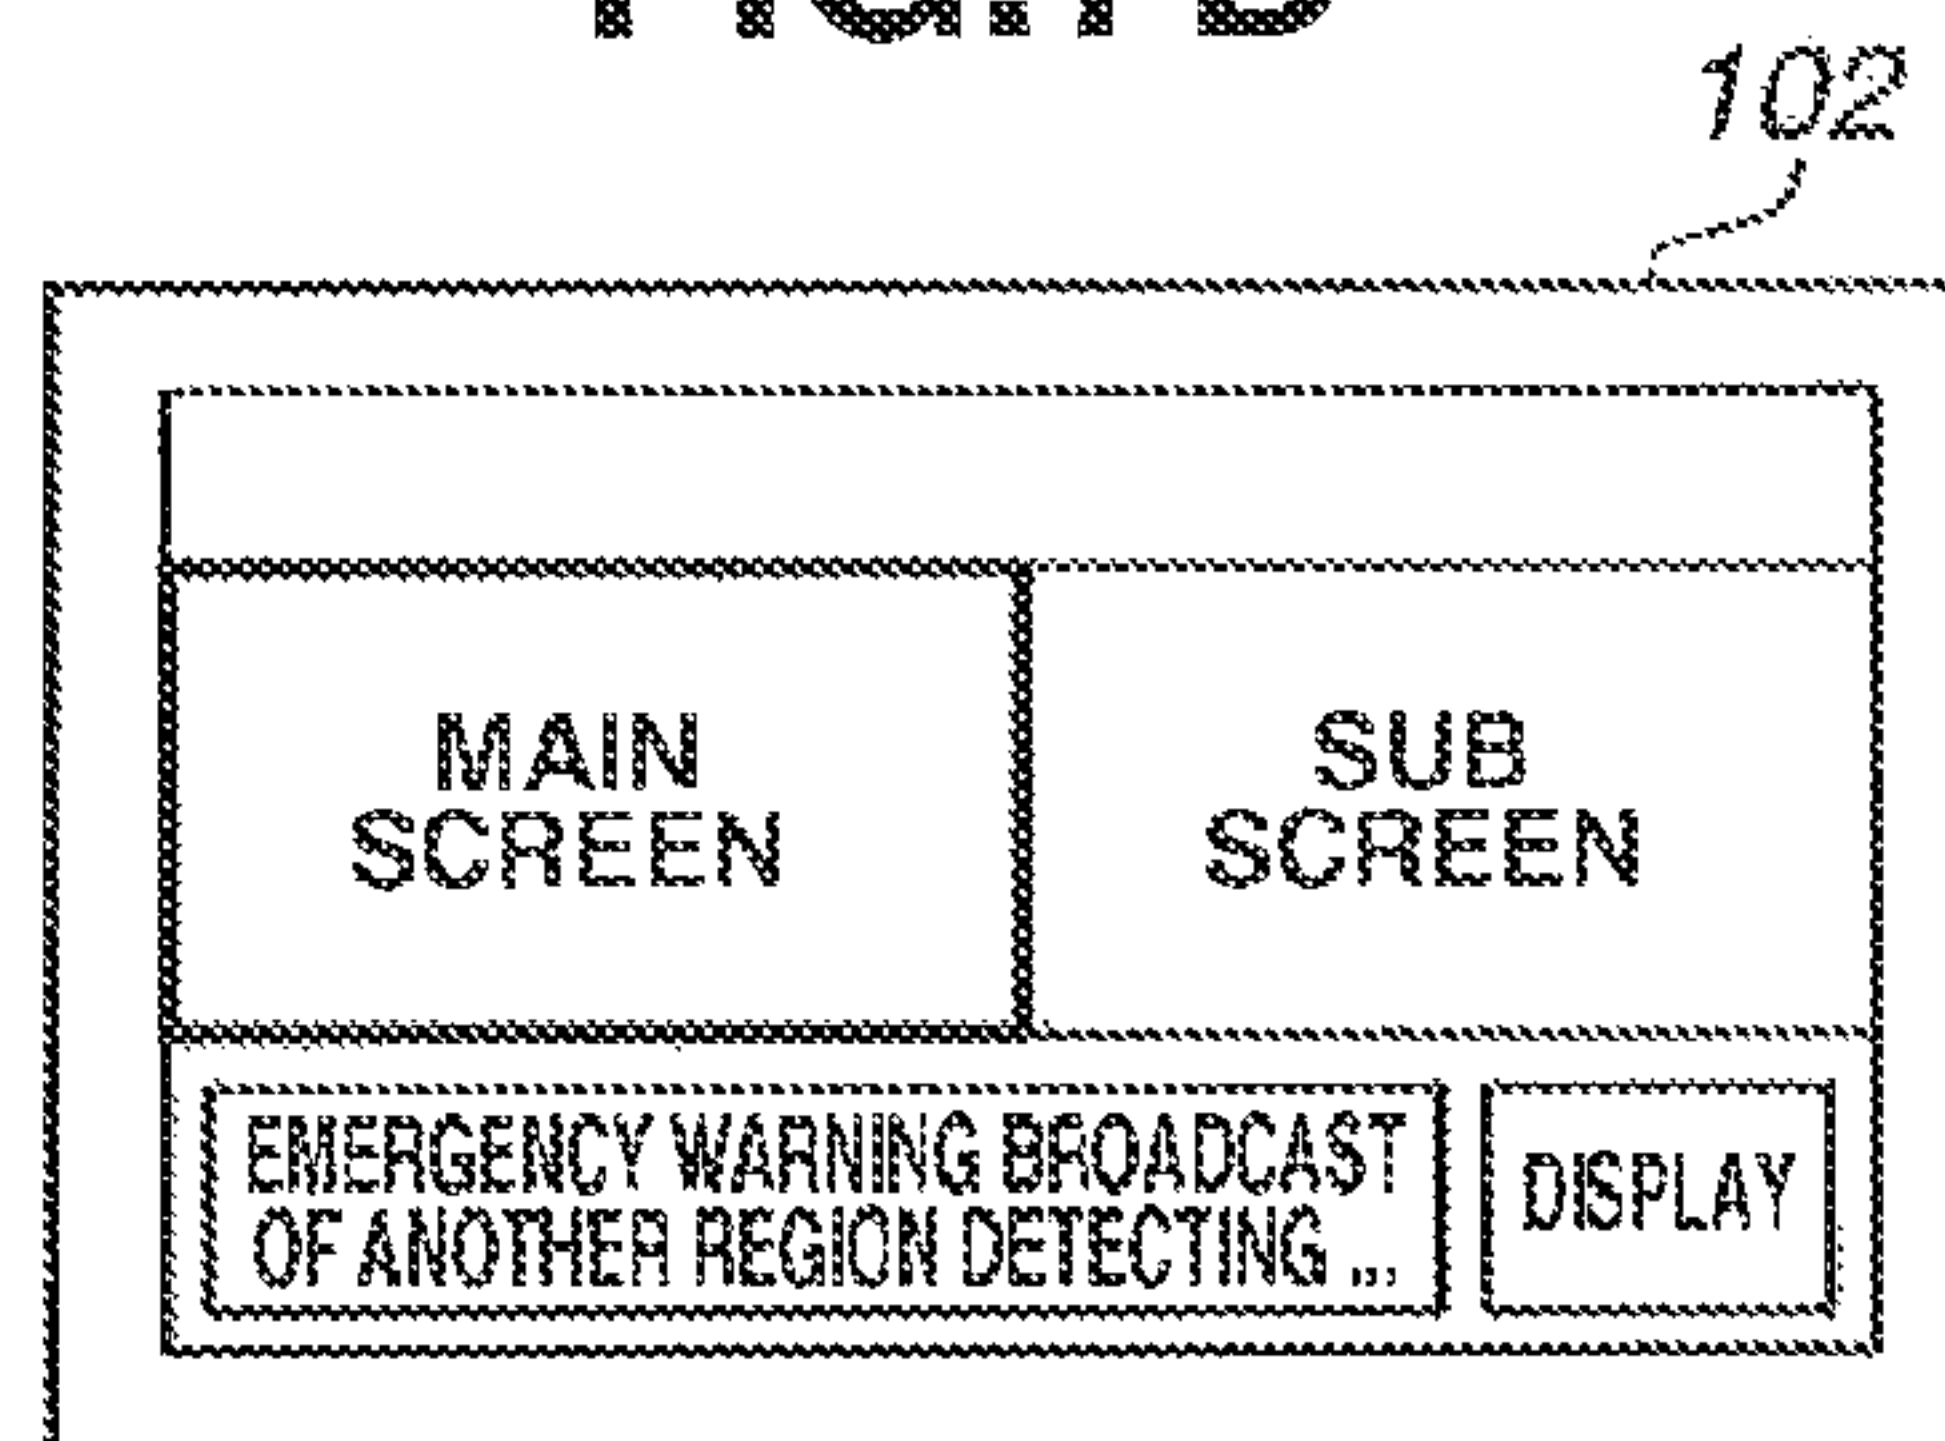 102
MAIN
SCREEN
SUB
SCREEN
EMERGENCY WARNING BROADCAST
OF ANOTHER REGION DETECTING ...
DISPLAY